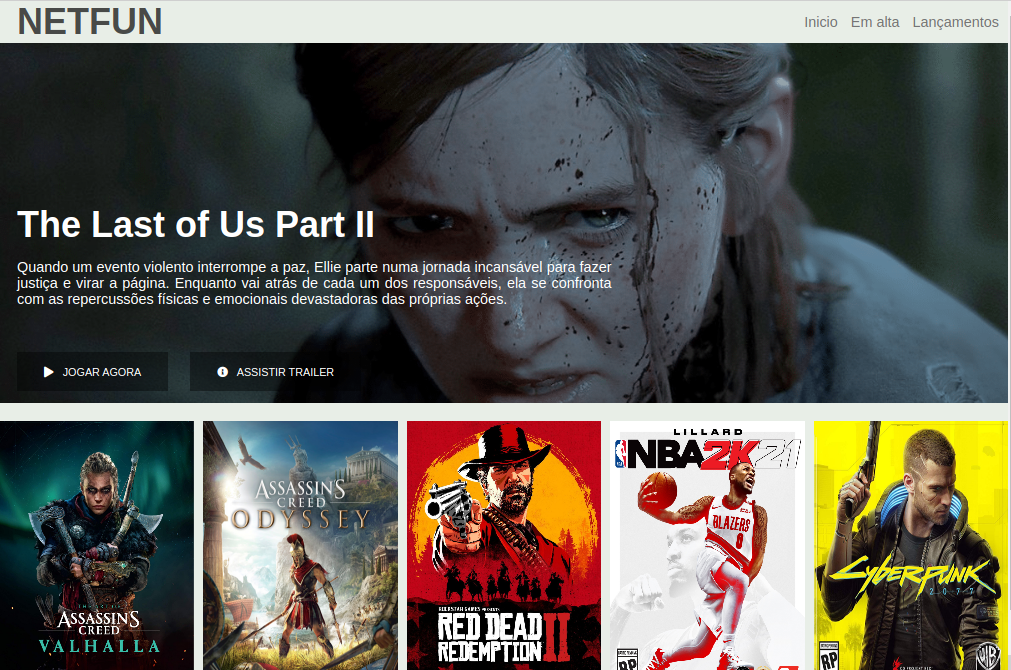 NETFUN
Inicio Em alta Lançamentos
The Last of Us Part II
Quando um evento violento interrompe a paz, Ellie parte numa jornada incansável para fazer
justiça e virar a página. Enquanto vai atrás de cada um dos responsáveis, ela se confronta
com as repercussões físicas e emocionais devastadoras das próprias ações.
JOGAR AGORA
ASSISTIR TRAILER
ASSASSIN'S
CREED
VALHALLA
ASSASSIN'S
CREED
ODYSSEY
ROCKSTAR GAMES PRESENTS
RED DEAD
REDEMPTION II
LILLARD
NBA 2K21
BLAZERS
RP
Cyberpunk
2077
RP
WB